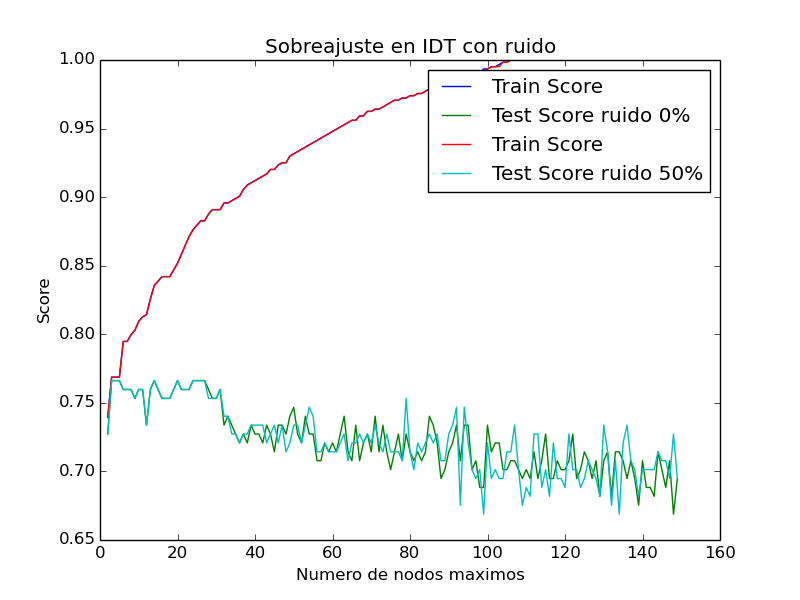 Sobreajuste en IDT con ruido
Train Score
Test Score ruido 0%
Train Score
Test Score ruido 50%
Score
1.00
0.95
0.90
0.85
0.80
0.75
0.70
0.65
0 20 40 60 80 100 120 140 160
Numero de nodos maximos